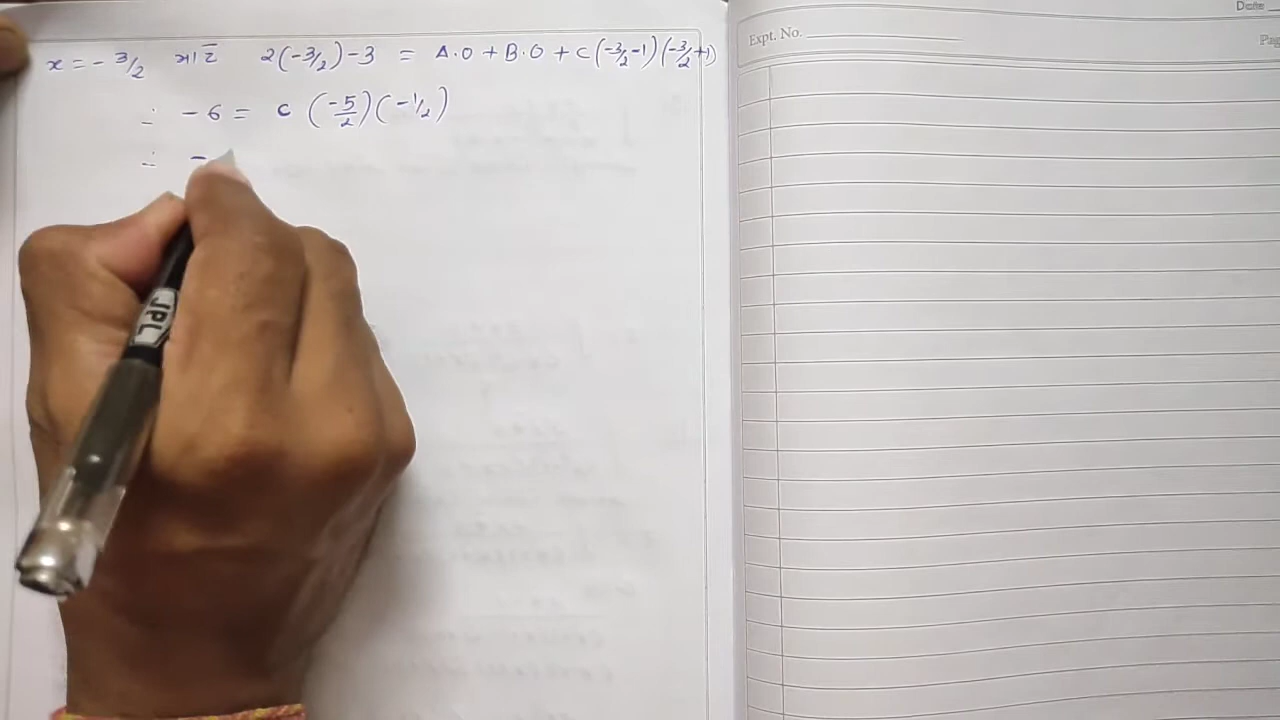 x = - 3/2 2(-3/2) - 3 = A·0 + B·0 + C(-3/2 - 1)(-3/2 + 1)
∴ - 6 = C (-5/2)(-1/2)
∴ -
JPL
Date
Expt. No.